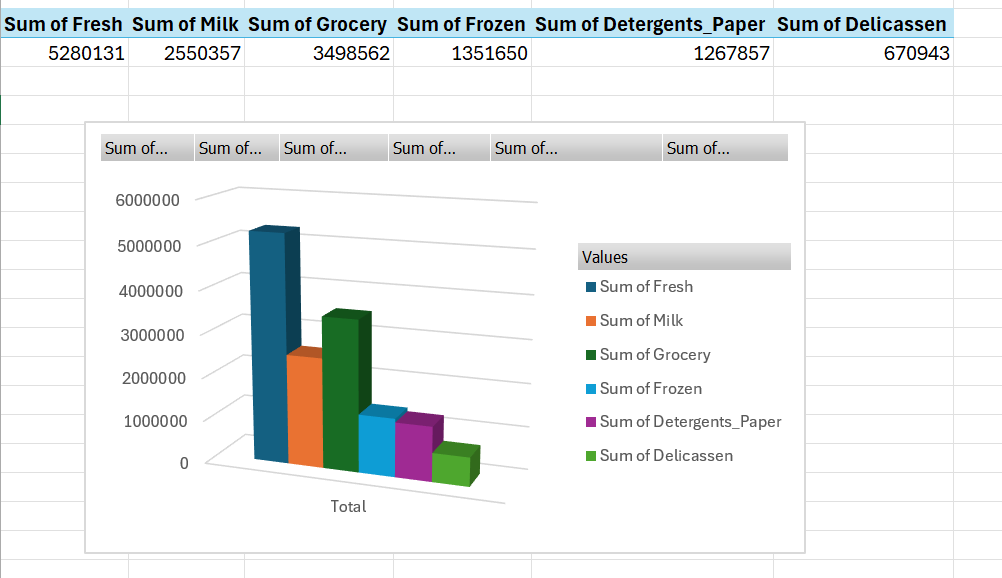 Sum of Fresh Sum of Milk Sum of Grocery Sum of Frozen Sum of Detergents_Paper Sum of Delicassen
5280131 2550357 3498562 1351650 1267857 670943
Sum of... Sum of... Sum of... Sum of... Sum of... Sum of...
6000000
5000000
4000000
3000000
2000000
1000000
0
Total
Values
Sum of Fresh
Sum of Milk
Sum of Grocery
Sum of Frozen
Sum of Detergents_Paper
Sum of Delicassen